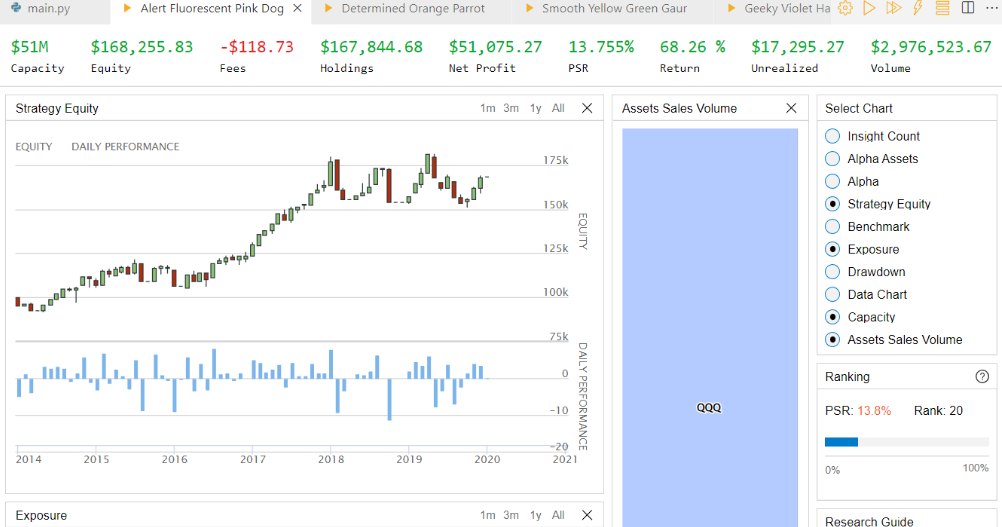 main.py
Alert Fluorescent Pink Dog
Determined Orange Parrot
Smooth Yellow Green Gaur
Geeky Violet Ha
$51M $168,255.83 -$118.73 $167,844.68 $51,075.27 13.755% 68.26 % $17,295.27 $2,976,523.67
Capacity Equity Fees Holdings Net Profit PSR Return Unrealized Volume
Strategy Equity 1m 3m 1y All
EQUITY DAILY PERFORMANCE
175k
150k
125k
100k
75k
EQUITY
0
-10
-20
DAILY PERFORMANCE
2014 2015 2016 2017 2018 2019 2020 2021
Exposure 1m 3m 1y All
Assets Sales Volume
QQQ
Select Chart
Insight Count
Alpha Assets
Alpha
Strategy Equity
Benchmark
Exposure
Drawdown
Data Chart
Capacity
Assets Sales Volume
Ranking ?
PSR: 13.8% Rank: 20
0% 100%
Research Guide